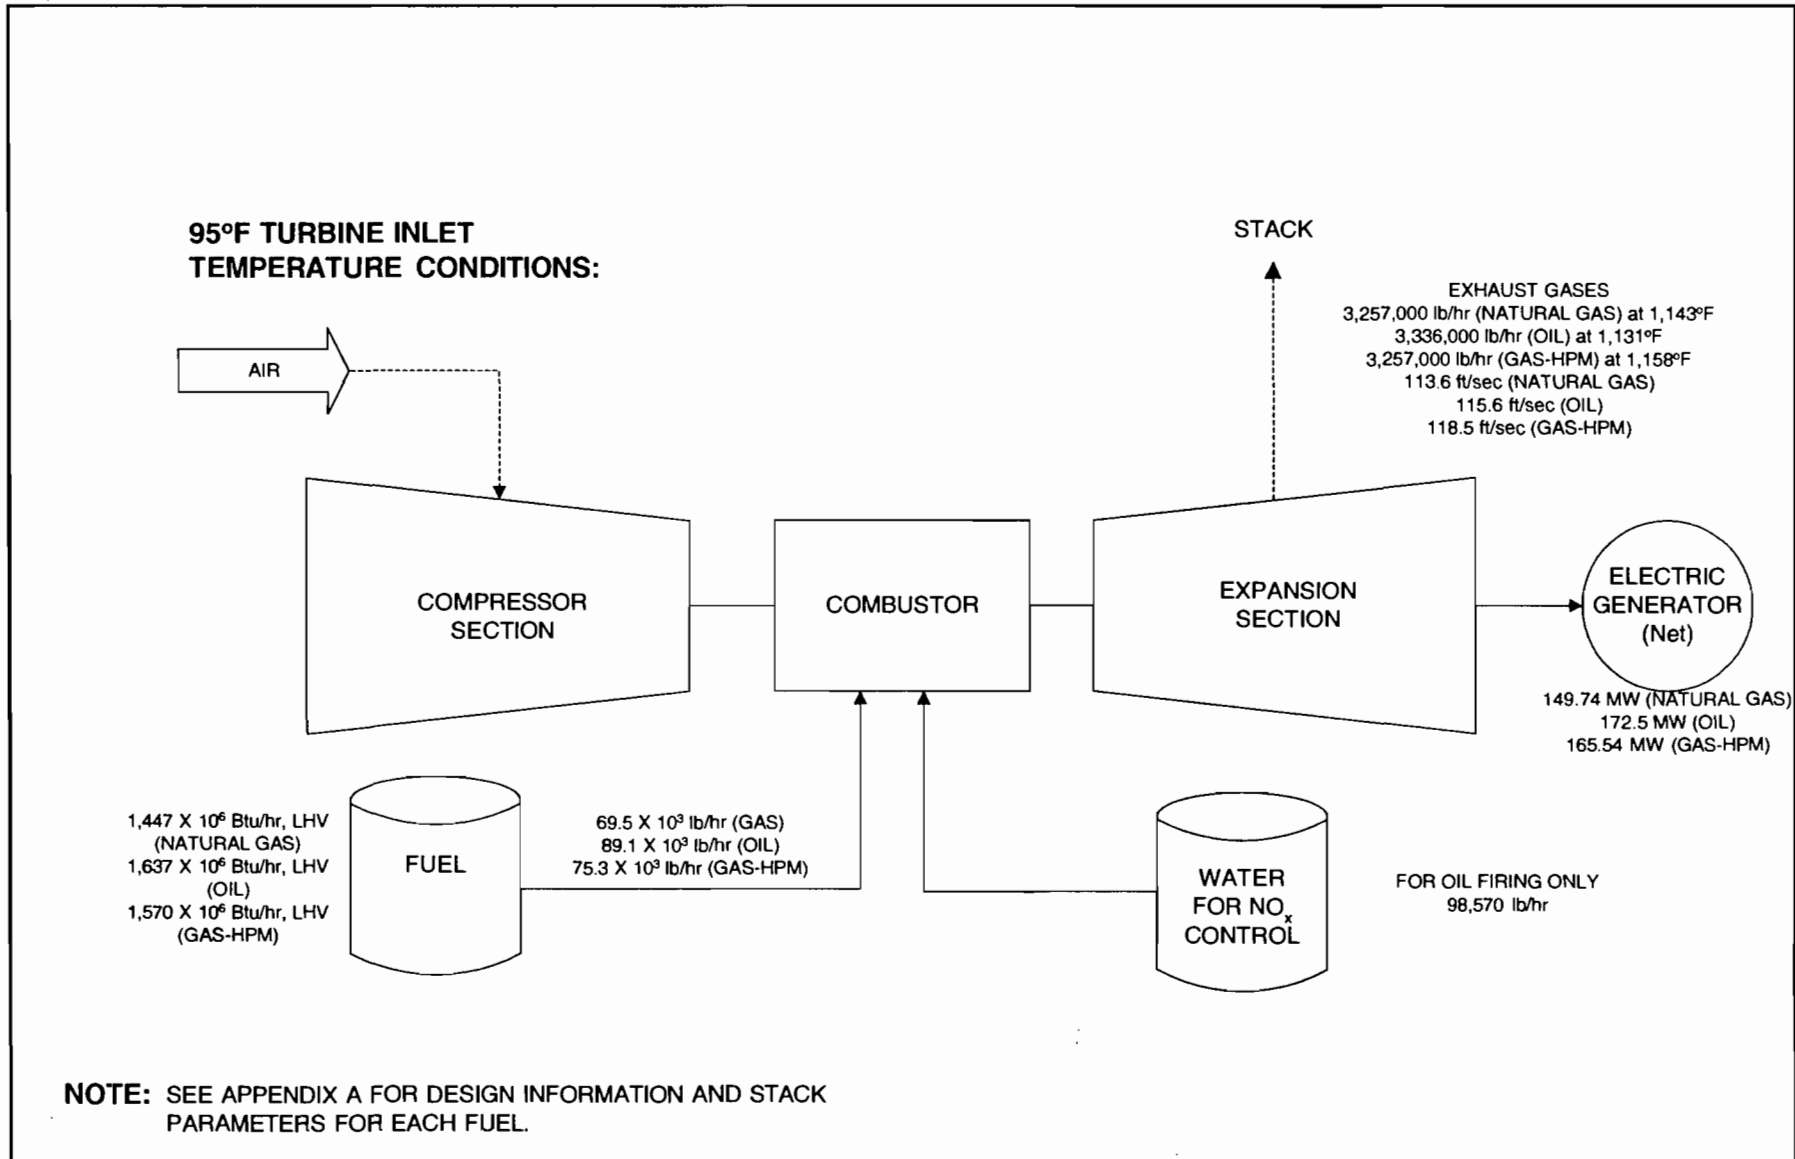 95ºF TURBINE INLET
TEMPERATURE CONDITIONS:
AIR
STACK
EXHAUST GASES
3,257,000 lb/hr (NATURAL GAS) at 1,143ºF
3,336,000 lb/hr (OIL) at 1,131ºF
3,257,000 lb/hr (GAS-HPM) at 1,158ºF
113.6 ft/sec (NATURAL GAS)
115.6 ft/sec (OIL)
118.5 ft/sec (GAS-HPM)
COMPRESSOR
SECTION
COMBUSTOR
EXPANSION
SECTION
ELECTRIC
GENERATOR
(Net)
149.74 MW (NATURAL GAS)
172.5 MW (OIL)
165.54 MW (GAS-HPM)
1,447 X 10⁶ Btu/hr, LHV
(NATURAL GAS)
1,637 X 10⁶ Btu/hr, LHV
(OIL)
1,570 X 10⁶ Btu/hr, LHV
(GAS-HPM)
FUEL
69.5 X 10³ lb/hr (GAS)
89.1 X 10³ lb/hr (OIL)
75.3 X 10³ lb/hr (GAS-HPM)
WATER
FOR NOₓ
CONTROL
FOR OIL FIRING ONLY
98,570 lb/hr
NOTE: SEE APPENDIX A FOR DESIGN INFORMATION AND STACK
PARAMETERS FOR EACH FUEL.